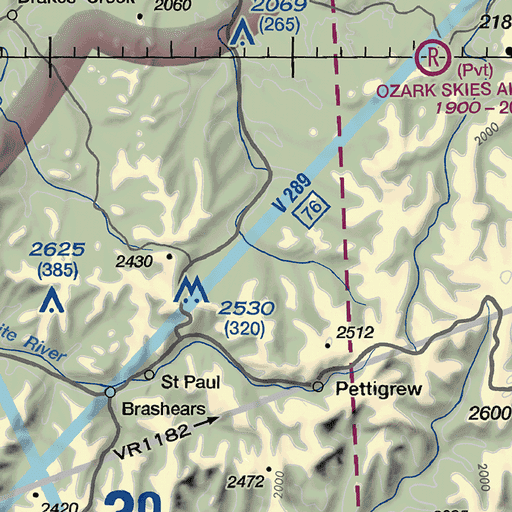 Drakes Creek
2060
2069
(265)
218
R
(Pvt)
OZARK SKIES A
1900 – 20
2000
V 289
76
2625
(385)
2430
2530
(320)
2512
ite River
St Paul
Pettigrew
Brashears
VR1182
2600
2472
2000
2000
2420